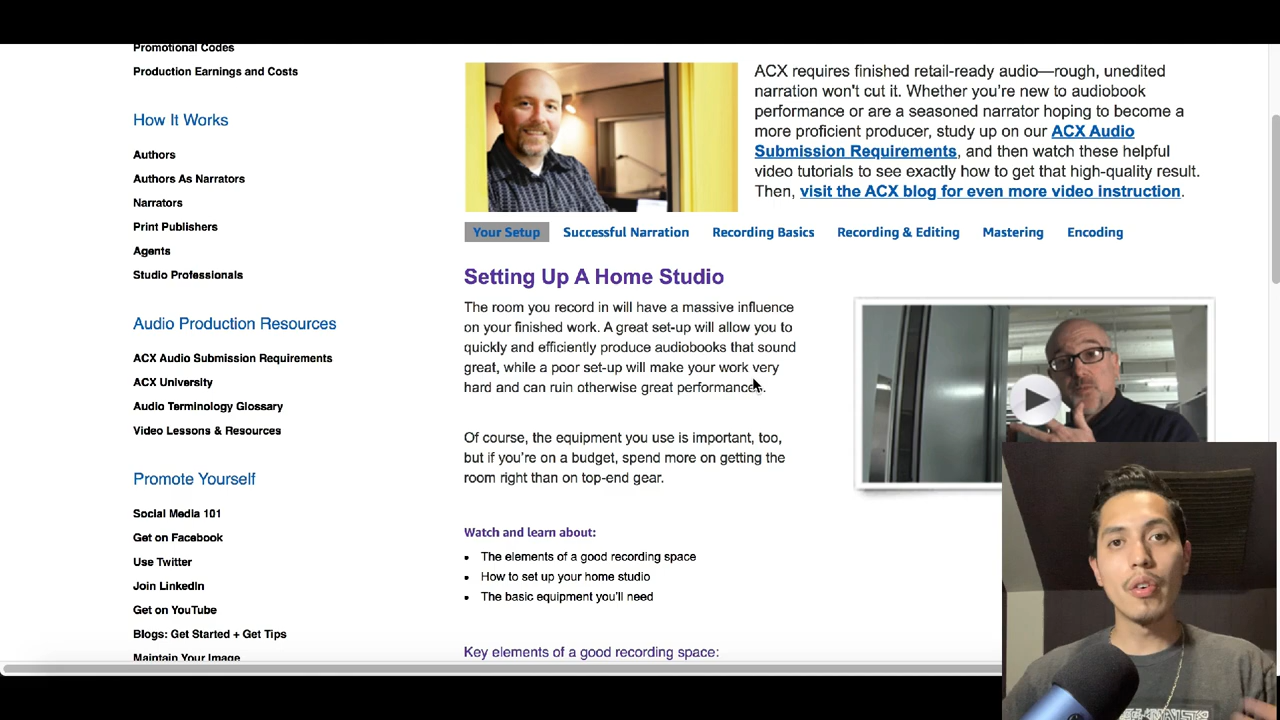 Promotional Codes
Production Earnings and Costs
How It Works
Authors
Authors As Narrators
Narrators
Print Publishers
Agents
Studio Professionals
Audio Production Resources
ACX Audio Submission Requirements
ACX University
Audio Terminology Glossary
Video Lessons & Resources
Promote Yourself
Social Media 101
Get on Facebook
Use Twitter
Join LinkedIn
Get on YouTube
Blogs: Get Started + Get Tips
Maintain Your Image
ACX requires finished retail-ready audio—rough, unedited
narration won't cut it. Whether you're new to audiobook
performance or are a seasoned narrator hoping to become a
more proficient producer, study up on our ACX Audio
Submission Requirements, and then watch these helpful
video tutorials to see exactly how to get that high-quality result.
Then, visit the ACX blog for even more video instruction.
Your Setup Successful Narration Recording Basics Recording & Editing Mastering Encoding
Setting Up A Home Studio
The room you record in will have a massive influence
on your finished work. A great set-up will allow you to
quickly and efficiently produce audiobooks that sound
great, while a poor set-up will make your work very
hard and can ruin otherwise great performances.
Of course, the equipment you use is important, too,
but if you're on a budget, spend more on getting the
room right than on top-end gear.
Watch and learn about:
• The elements of a good recording space
• How to set up your home studio
• The basic equipment you'll need
Key elements of a good recording space: